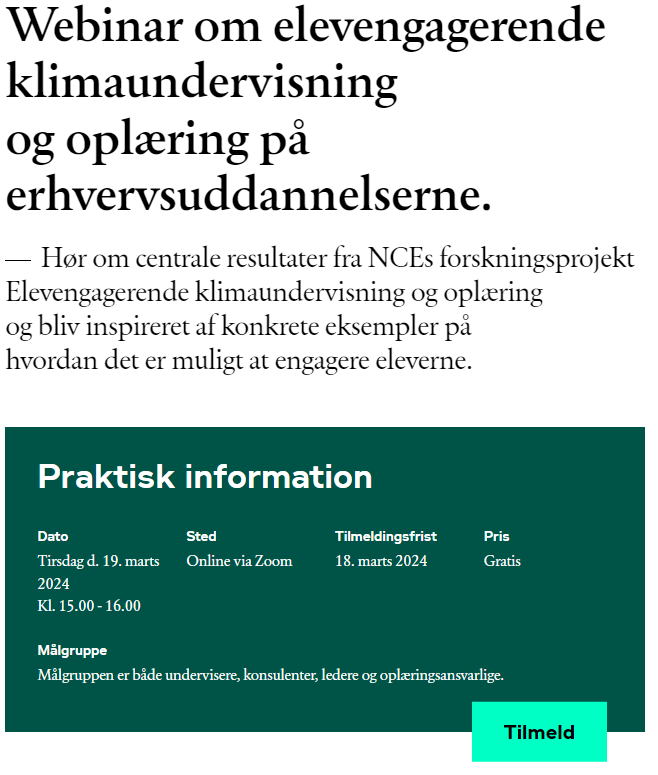 Webinar om elevengagerende
klimaundervisning
og oplæring på
erhvervsuddannelserne.
— Hør om centrale resultater fra NCEs forskningsprojekt
Elevengagerende klimaundervisning og oplæring
og bliv inspireret af konkrete eksempler på
hvordan det er muligt at engagere eleverne.
Praktisk information
Dato
Tirsdag d. 19. marts
2024
Kl. 15.00 - 16.00
Sted
Online via Zoom
Tilmeldingsfrist
18. marts 2024
Pris
Gratis
Målgruppe
Målgruppen er både undervisere, konsulenter, ledere og oplæringsansvarlige.
Tilmeld